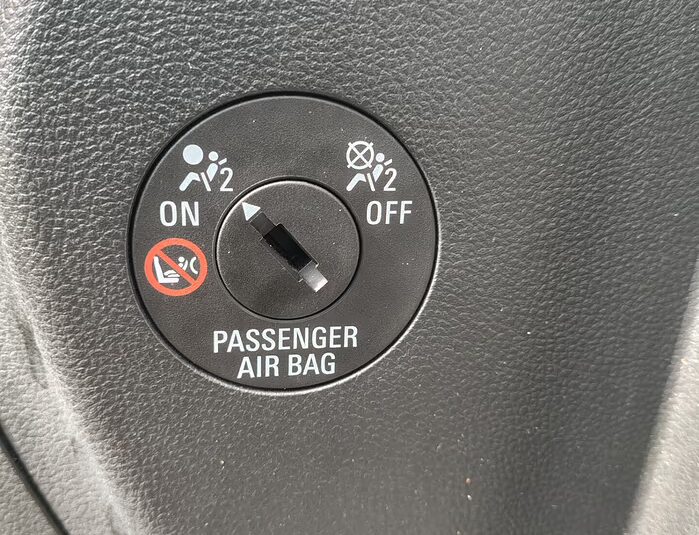 2 2
ON OFF
PASSENGER
AIR BAG